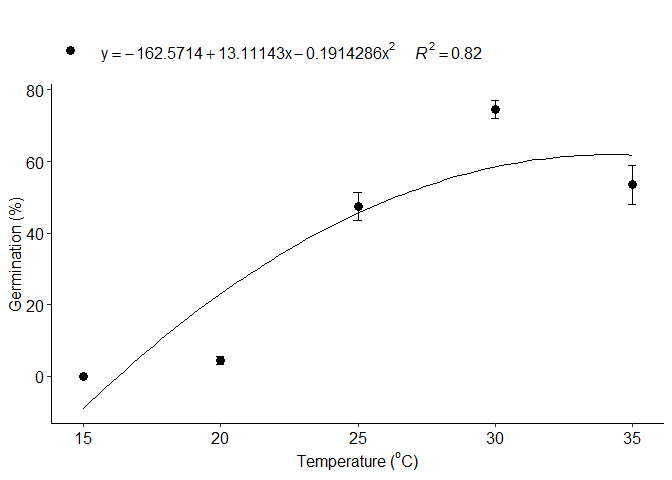 y = −162.5714 + 13.11143x − 0.1914286x² R² = 0.82
80
60
40
20
0
Germination (%)
15 20 25 30 35
Temperature (°C)